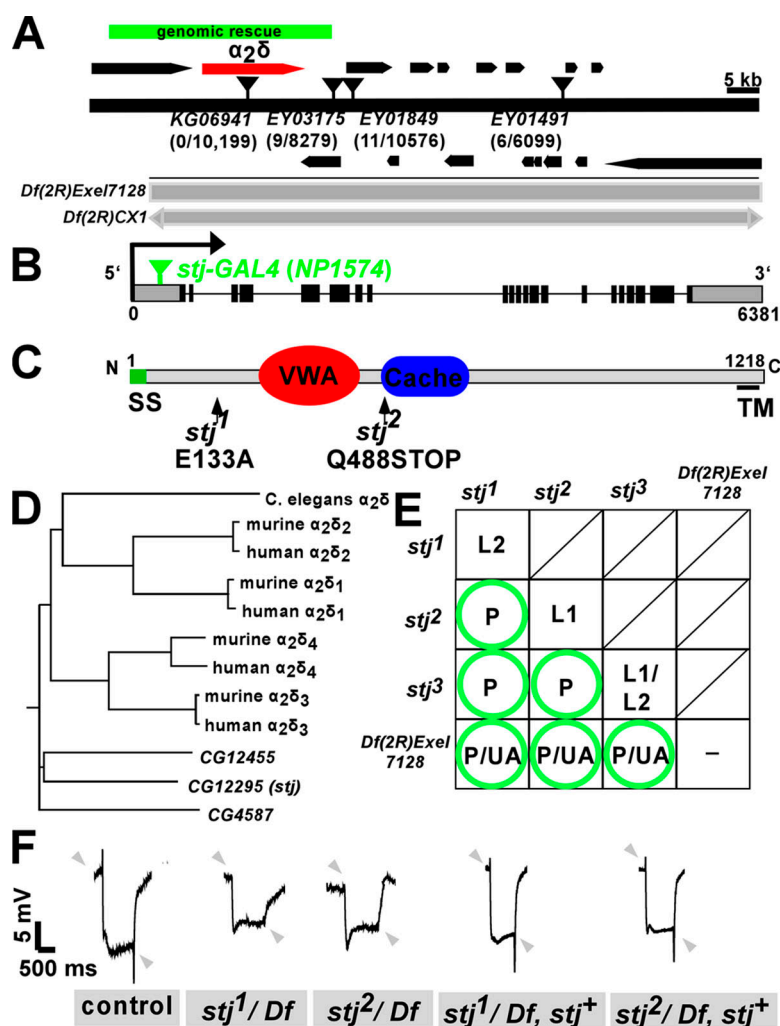 A
genomic rescue
α2δ
5 kb
KG06941 EY03175 EY01849 EY01491
(0/10,199) (9/8279) (11/10576) (6/6099)
Df(2R)Exel7128
Df(2R)CX1
B
5‘ stj-GAL4 (NP1574) 3‘
0 6381
C
N 1 1218 C
VWA Cache
SS TM
stj1 stj2
E133A Q488STOP
D
C. elegans α2δ
murine α2δ2
human α2δ2
murine α2δ1
human α2δ1
murine α2δ4
human α2δ4
murine α2δ3
human α2δ3
CG12455
CG12295 (stj)
CG4587
E
stj1 stj2 stj3 Df(2R)Exel
7128
stj1 L2
stj2 P L1
stj3 P P L1/
L2
Df(2R)Exel
7128 P/UA P/UA P/UA –
F
5 mV
500 ms
control stj1/ Df stj2/ Df stj1/ Df, stj+ stj2/ Df, stj+